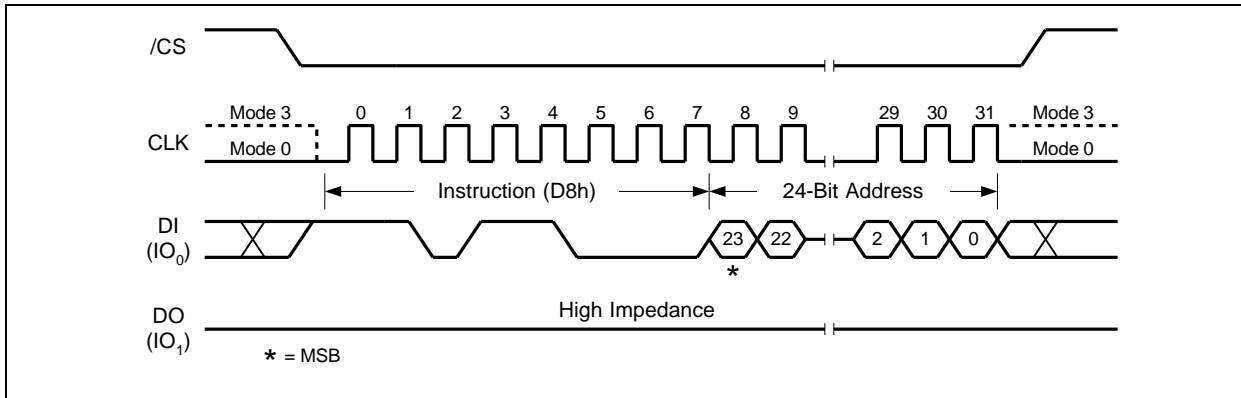 /CS
Mode 3 0 1 2 3 4 5 6 7 8 9 29 30 31 Mode 3
CLK
Mode 0 Mode 0
Instruction (D8h) 24-Bit Address
DI
(IO0)
23 22 2 1 0
*
High Impedance
DO
(IO1)
* = MSB